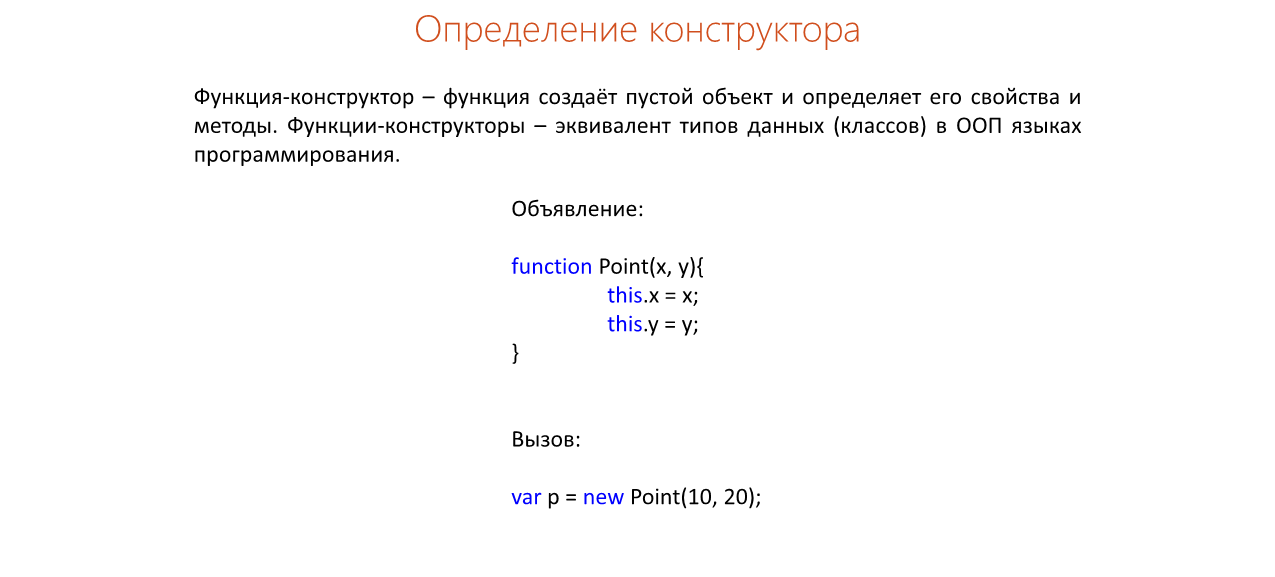 Определение конструктора
Функция-конструктор – функция создаёт пустой объект и определяет его свойства и
методы. Функции-конструкторы – эквивалент типов данных (классов) в ООП языках
программирования.
Объявление:
function Point(x, y){
this.x = x;
this.y = y;
}
Вызов:
var p = new Point(10, 20);